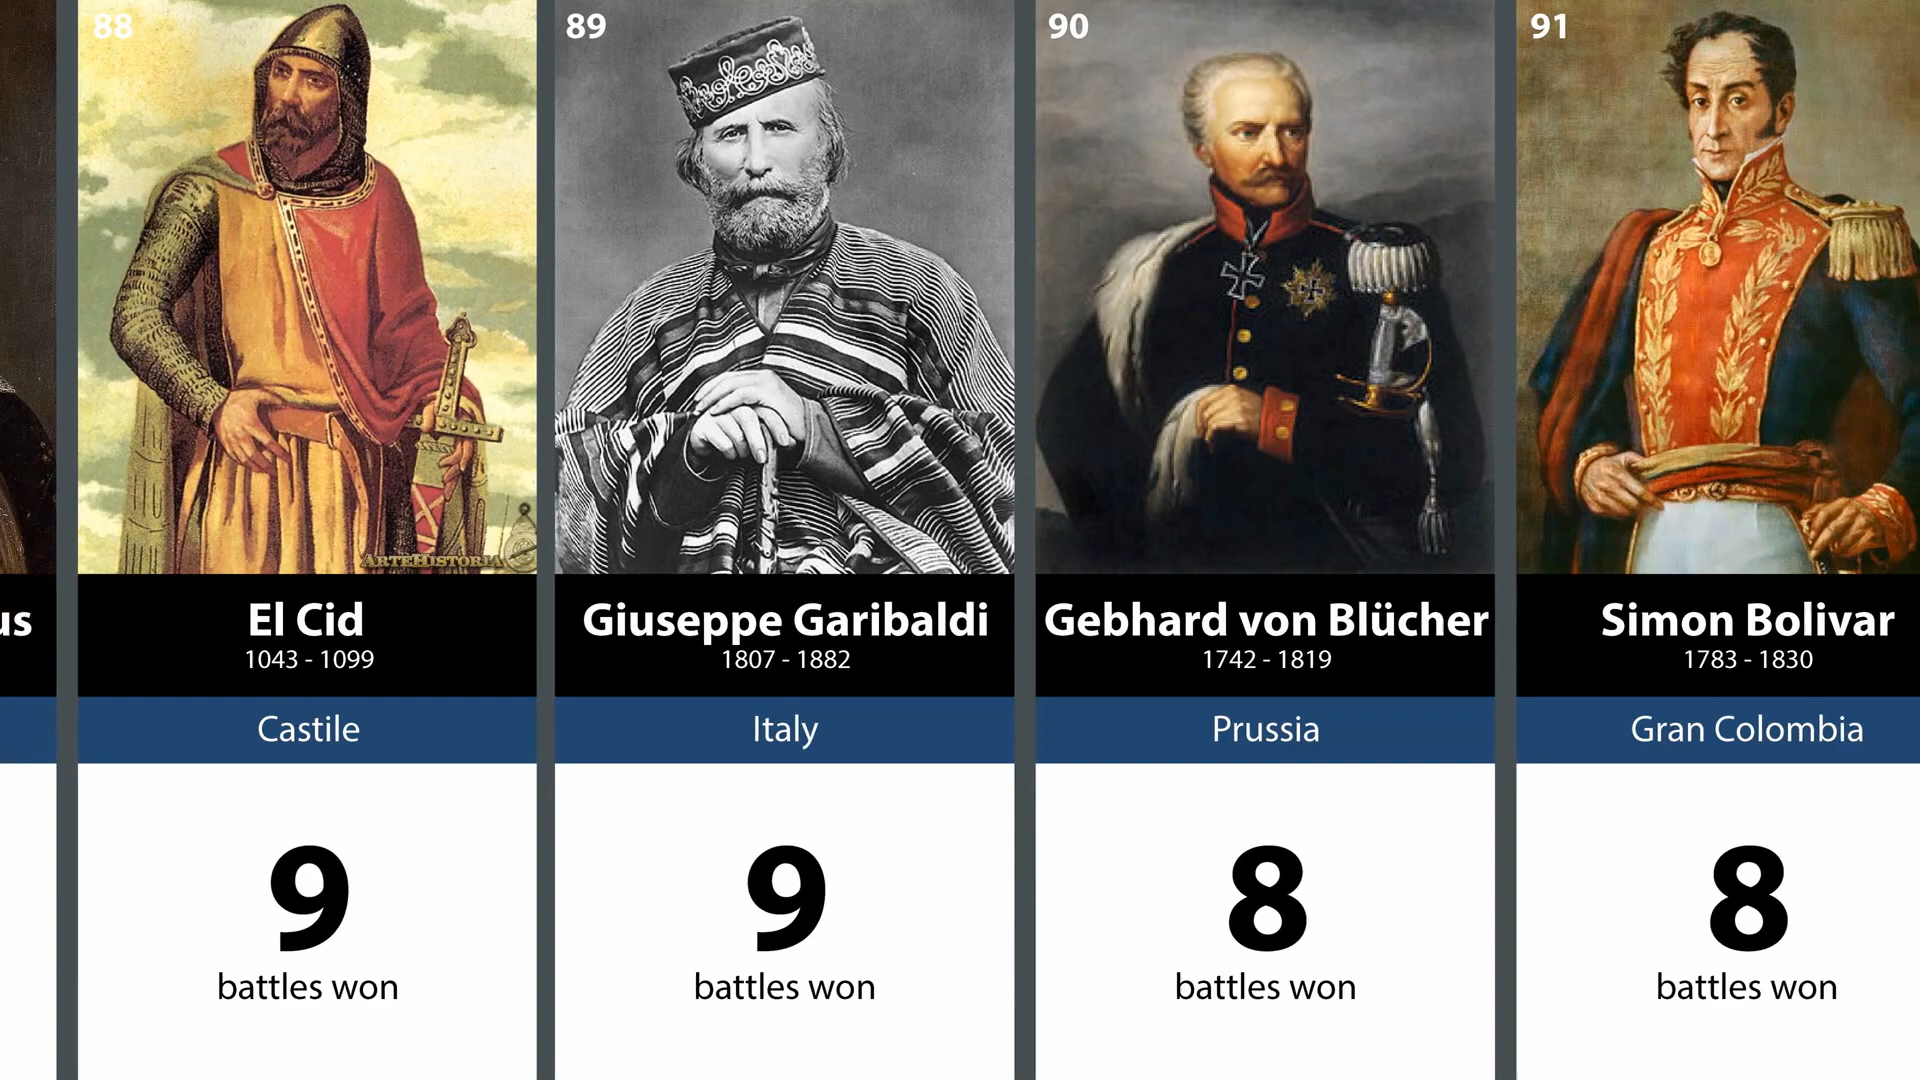 88
ARTEHISTORIA
El Cid
1043 - 1099
Castile
9
battles won
89
Giuseppe Garibaldi
1807 - 1882
Italy
9
battles won
90
Gebhard von Blücher
1742 - 1819
Prussia
8
battles won
91
Simon Bolivar
1783 - 1830
Gran Colombia
8
battles won